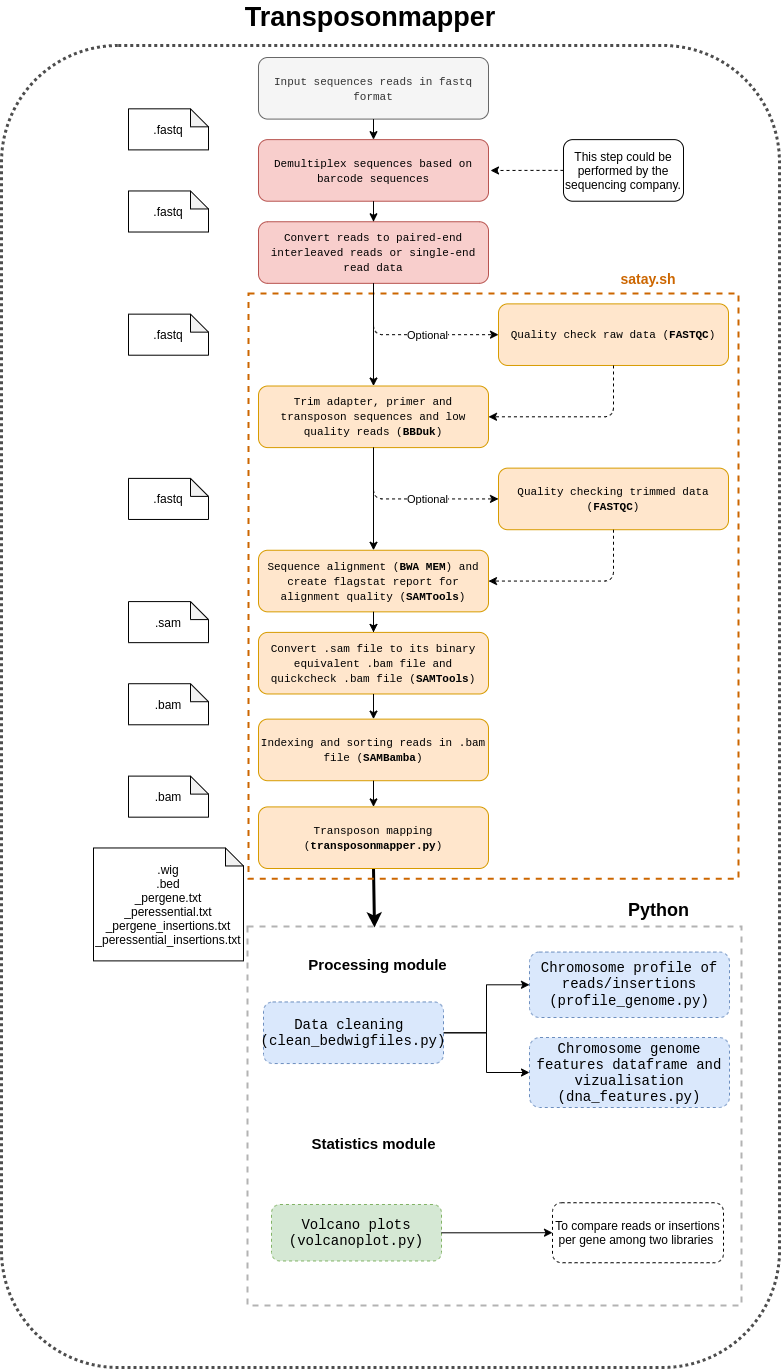 Transposonmapper
Input sequences reads in fastq
format
.fastq
Demultiplex sequences based on
barcode sequences
This step could be
performed by the
sequencing company.
.fastq
Convert reads to paired-end
interleaved reads or single-end
read data
satay.sh
.fastq
Optional
Quality check raw data (FASTQC)
Trim adapter, primer and
transposon sequences and low
quality reads (BBDuk)
.fastq
Optional
Quality checking trimmed data
(FASTQC)
Sequence alignment (BWA MEM) and
create flagstat report for
alignment quality (SAMTools)
.sam
Convert .sam file to its binary
equivalent .bam file and
quickcheck .bam file (SAMTools)
.bam
Indexing and sorting reads in .bam
file (SAMBamba)
.bam
Transposon mapping
(transposonmapper.py)
.wig
.bed
_pergene.txt
_peressential.txt
_pergene_insertions.txt
_peressential_insertions.txt
Python
Processing module
Data cleaning
(clean_bedwigfiles.py)
Chromosome profile of
reads/insertions
(profile_genome.py)
Chromosome genome
features dataframe and
vizualisation
(dna_features.py)
Statistics module
Volcano plots
(volcanoplot.py)
To compare reads or insertions
per gene among two libraries